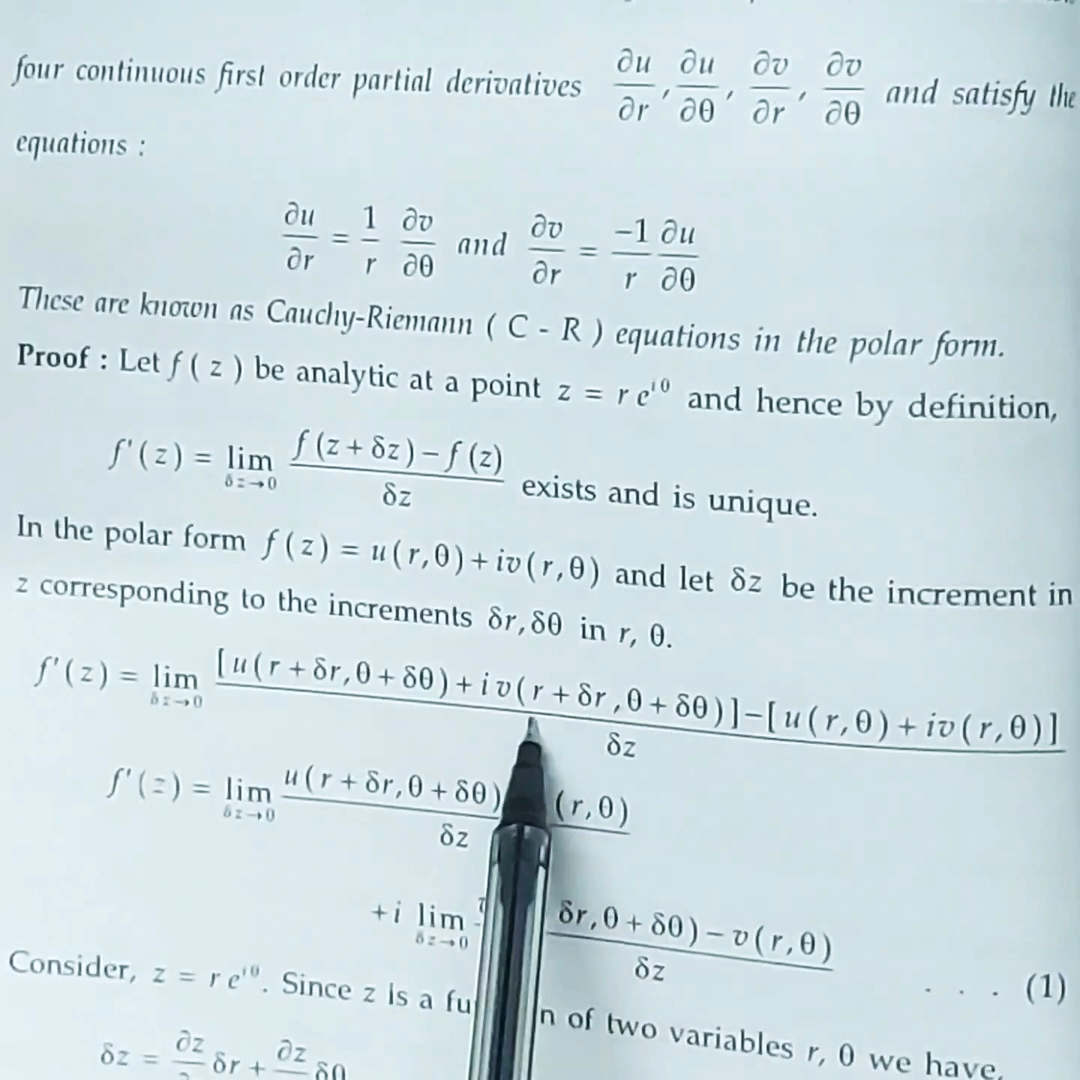 four continuous first order partial derivatives ∂u/∂r, ∂u/∂θ, ∂v/∂r, ∂v/∂θ and satisfy the
equations :
∂u/∂r = 1/r ∂v/∂θ and ∂v/∂r = -1/r ∂u/∂θ
These are known as Cauchy-Riemann ( C - R ) equations in the polar form.
Proof : Let f ( z ) be analytic at a point z = r e^{iθ} and hence by definition,
f'(z) = lim_{δz→0} [f (z + δz) – f (z)]/δz exists and is unique.
In the polar form f(z) = u(r,θ) + iv(r,θ) and let δz be the increment in
z corresponding to the increments δr, δθ in r, θ.
f'(z) = lim_{δz→0} {[u(r + δr, θ + δθ) + i v(r + δr, θ + δθ)] – [u(r,θ) + iv(r,θ)]}/δz
f'(z) = lim_{δz→0} u(r + δr, θ + δθ) (r,θ) / δz
+i lim_{δz→0} δr, θ + δθ) – v(r,θ) / δz . . . (1)
Consider, z = r e^{iθ}. Since z is a of two variables r, θ we have,
δz = ∂z δr + ∂z δθ